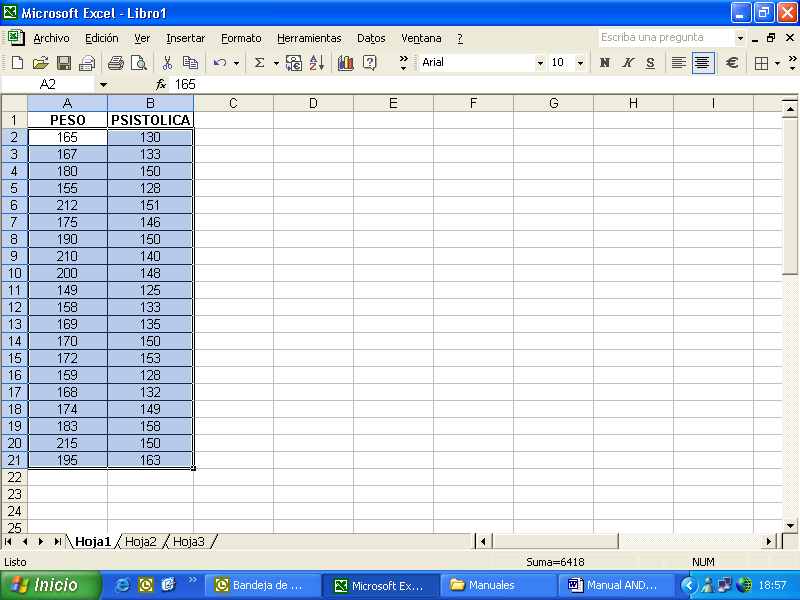 Microsoft Excel - Libro1
Archivo Edición Ver Insertar Formato Herramientas Datos Ventana ? Escriba una pregunta
Σ Arial 10 N K S €
A2 fx 165
A B C D E F G H I
1 PESO PSISTOLICA
2 165 130
3 167 133
4 180 150
5 155 128
6 212 151
7 175 146
8 190 150
9 210 140
10 200 148
11 149 125
12 158 133
13 169 135
14 170 150
15 172 153
16 159 128
17 168 132
18 174 149
19 183 158
20 215 150
21 195 163
22
23
24
25
Hoja1 Hoja2 Hoja3
Listo Suma=6418 NUM
Inicio Bandeja de ... Microsoft Ex... Manuales Manual AND... 18:57